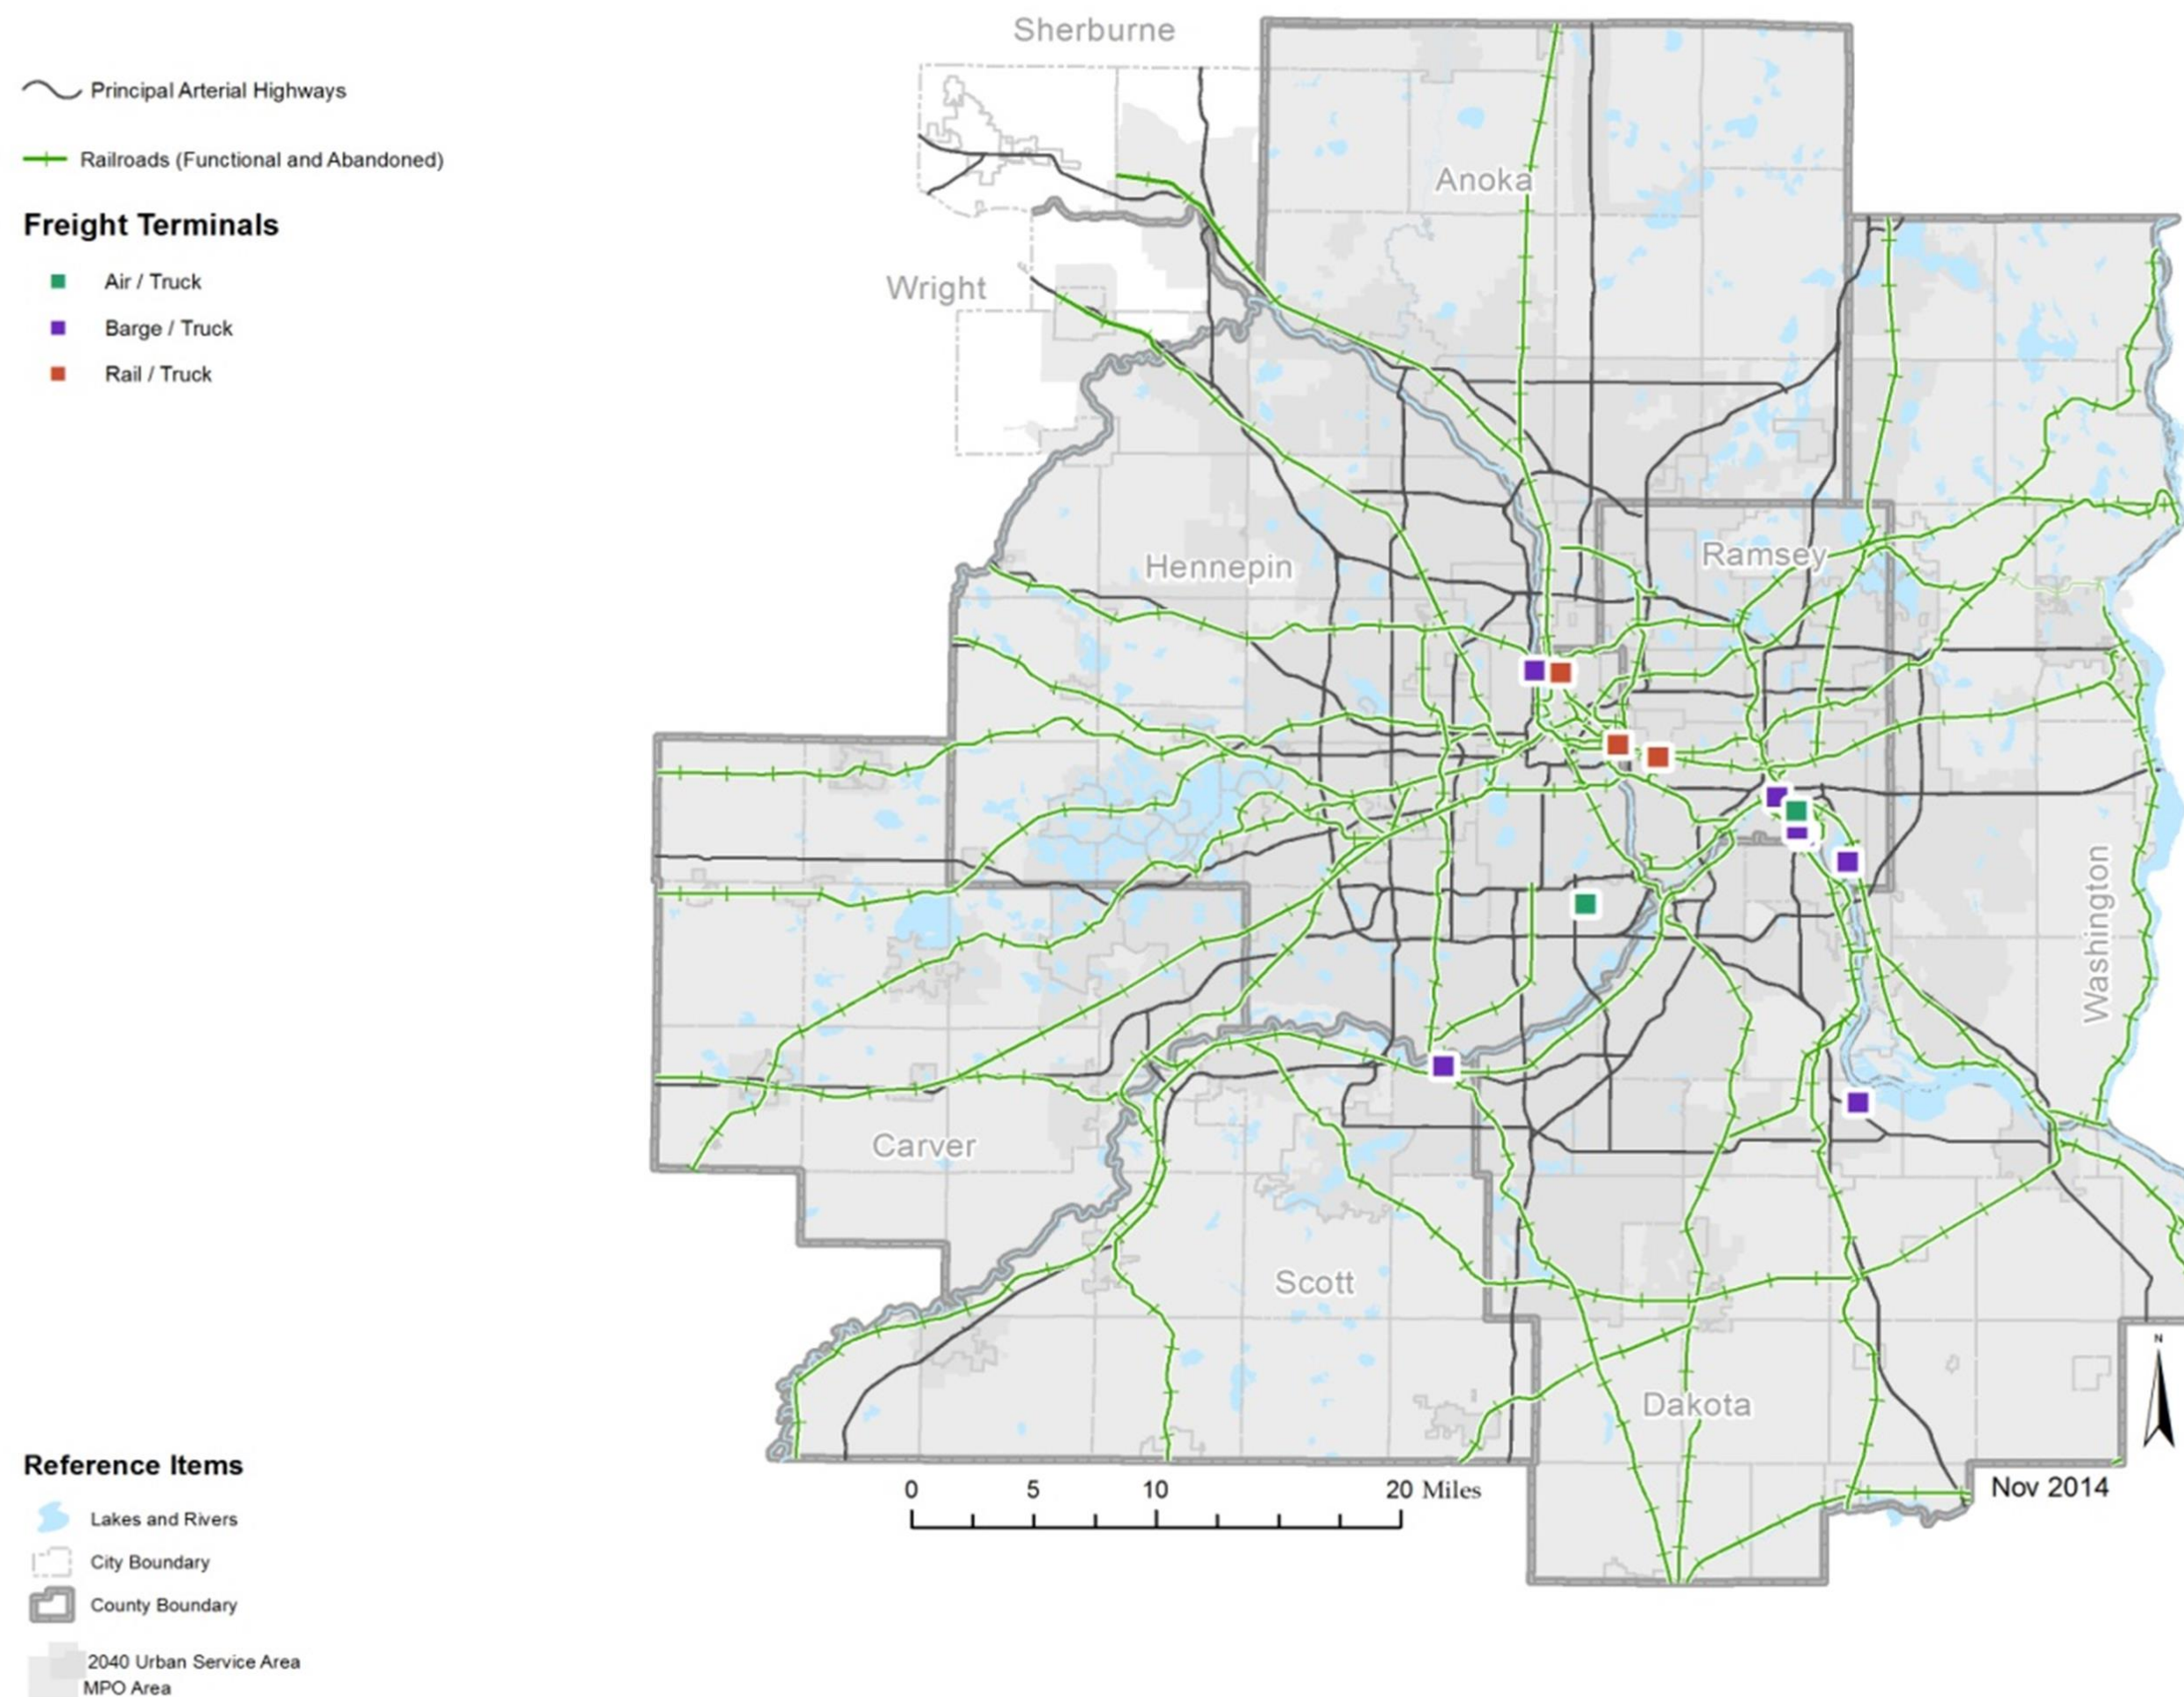 Principal Arterial Highways
Railroads (Functional and Abandoned)
Freight Terminals
Air / Truck
Barge / Truck
Rail / Truck
Sherburne
Anoka
Wright
Hennepin
Ramsey
Washington
Carver
Scott
Dakota
N
0 5 10 20 Miles
Nov 2014
Reference Items
Lakes and Rivers
City Boundary
County Boundary
2040 Urban Service Area
MPO Area